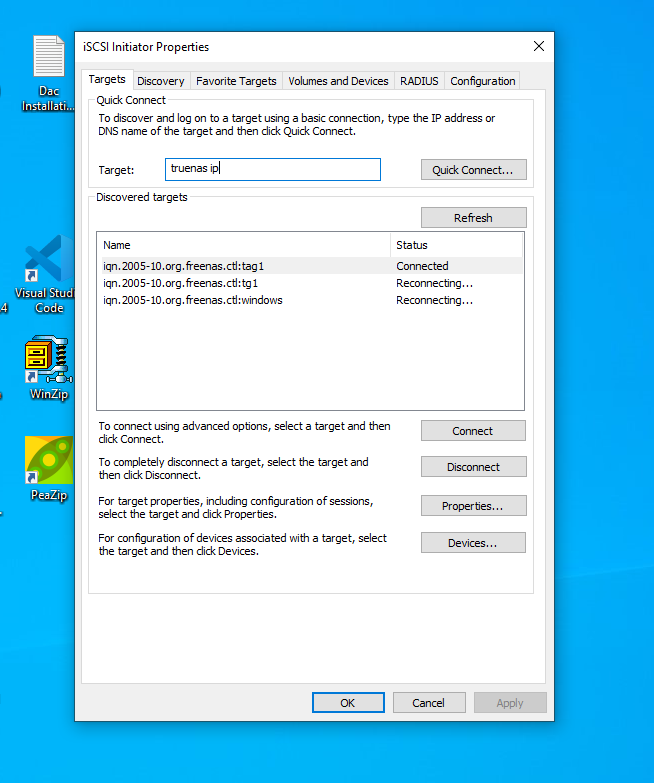 iSCSI Initiator Properties
Targets
Discovery
Favorite Targets
Volumes and Devices
RADIUS
Configuration
Quick Connect
To discover and log on to a target using a basic connection, type the IP address or
DNS name of the target and then click Quick Connect.
Target:
truenas ip
Quick Connect...
Discovered targets
Refresh
Name
Status
iqn.2005-10.org.freenas.ctl:tag1
Connected
iqn.2005-10.org.freenas.ctl:tg1
Reconnecting...
iqn.2005-10.org.freenas.ctl:windows
Reconnecting...
To connect using advanced options, select a target and then
click Connect.
Connect
To completely disconnect a target, select the target and
then click Disconnect.
Disconnect
For target properties, including configuration of sessions,
select the target and click Properties.
Properties...
For configuration of devices associated with a target, select
the target and then click Devices.
Devices...
OK
Cancel
Apply
Dac
Installati...
Visual Studi
Code
4
WinZip
PeaZip